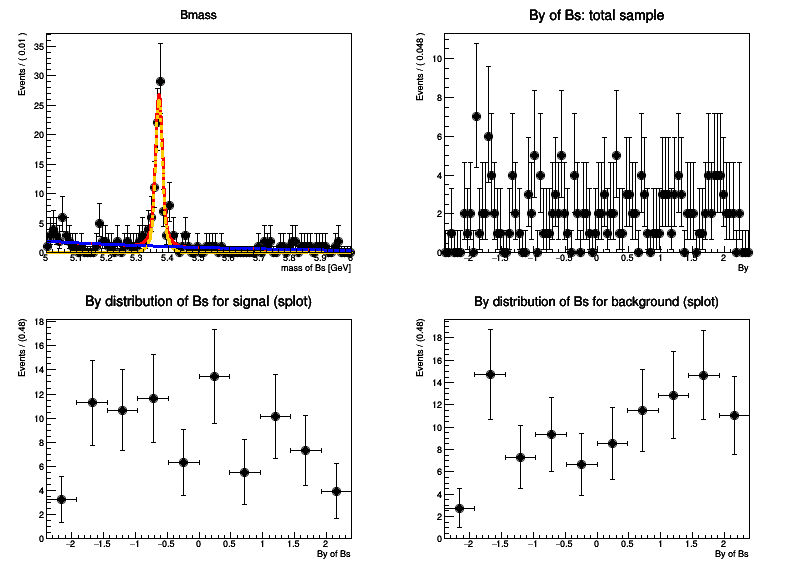 Bmass
Events / ( 0.01 )
35
30
25
20
15
10
5
0
5 5.1 5.2 5.3 5.4 5.5 5.6 5.7 5.8 5.9 6
mass of Bs [GeV]
By of Bs: total sample
Events / ( 0.048 )
10
8
6
4
2
0
−2 −1.5 −1 −0.5 0 0.5 1 1.5 2
By
By distribution of Bs for signal (splot)
Events / (0.48)
18
16
14
12
10
8
6
4
2
0
−2 −1.5 −1 −0.5 0 0.5 1 1.5 2
By of Bs
By distribution of Bs for background (splot)
Events / (0.48)
18
16
14
12
10
8
6
4
2
0
−2 −1.5 −1 −0.5 0 0.5 1 1.5 2
By of Bs